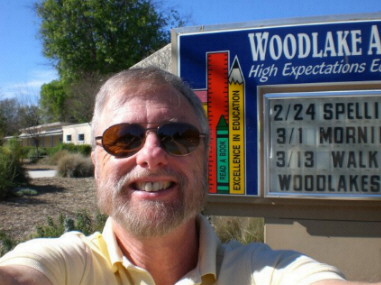 WOODLAKE A
High Expectations E
READ A BOOK
EXCELLENCE IN EDUCATION
2/24 SPELLI
3/1 MORNI
3/13 WALK
WOODLAKES